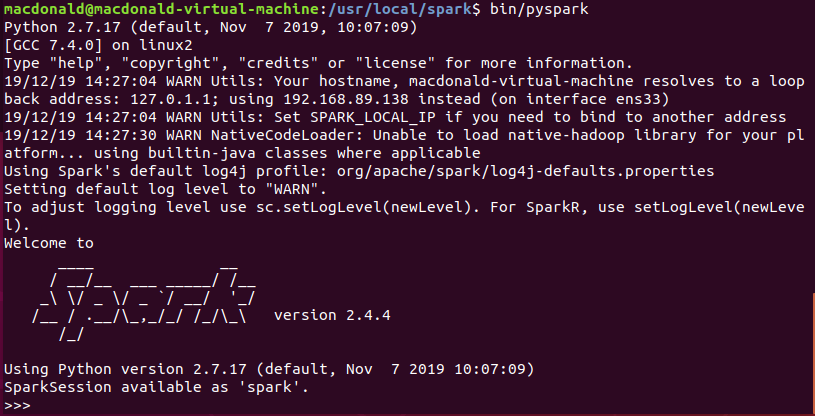 macdonald@macdonald-virtual-machine:/usr/local/spark$ bin/pyspark
Python 2.7.17 (default, Nov  7 2019, 10:07:09)
[GCC 7.4.0] on linux2
Type "help", "copyright", "credits" or "license" for more information.
19/12/19 14:27:04 WARN Utils: Your hostname, macdonald-virtual-machine resolves to a loop
back address: 127.0.1.1; using 192.168.89.138 instead (on interface ens33)
19/12/19 14:27:04 WARN Utils: Set SPARK_LOCAL_IP if you need to bind to another address
19/12/19 14:27:30 WARN NativeCodeLoader: Unable to load native-hadoop library for your pl
atform... using builtin-java classes where applicable
Using Spark's default log4j profile: org/apache/spark/log4j-defaults.properties
Setting default log level to "WARN".
To adjust logging level use sc.setLogLevel(newLevel). For SparkR, use setLogLevel(newLeve
l).
Welcome to
      ____              __
     / __/__  ___ _____/ /__
    _\ \/ _ \/ _ `/ __/  '_/
   /__ / .__/\_,_/_/ /_/\_\   version 2.4.4
      /_/
Using Python version 2.7.17 (default, Nov  7 2019 10:07:09)
SparkSession available as 'spark'.
>>>